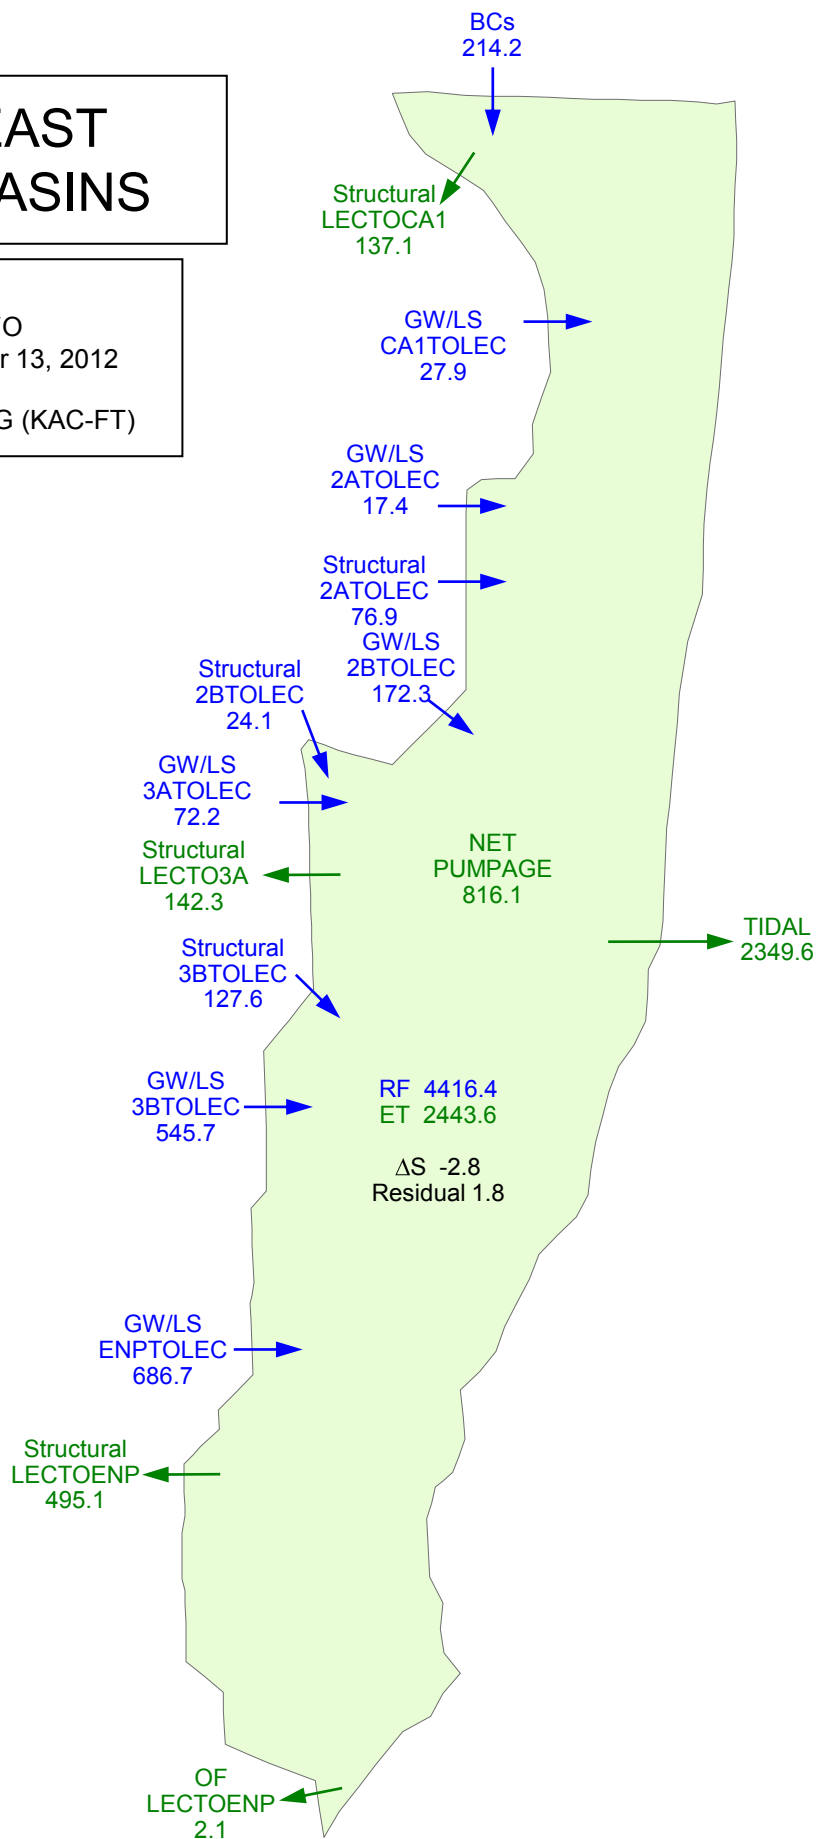 BCs
214.2
EAST
ASINS
Structural
LECTOCA1
137.1
O
r 13, 2012
G (KAC-FT)
GW/LS
CA1TOLEC
27.9
GW/LS
2ATOLEC
17.4
Structural
2ATOLEC
76.9
GW/LS
2BTOLEC
172.3
Structural
2BTOLEC
24.1
GW/LS
3ATOLEC
72.2
Structural
LECTO3A
142.3
NET
PUMPAGE
816.1
TIDAL
2349.6
Structural
3BTOLEC
127.6
GW/LS
3BTOLEC
545.7
RF 4416.4
ET 2443.6
ΔS -2.8
Residual 1.8
GW/LS
ENPTOLEC
686.7
Structural
LECTOENP
495.1
OF
LECTOENP
2.1